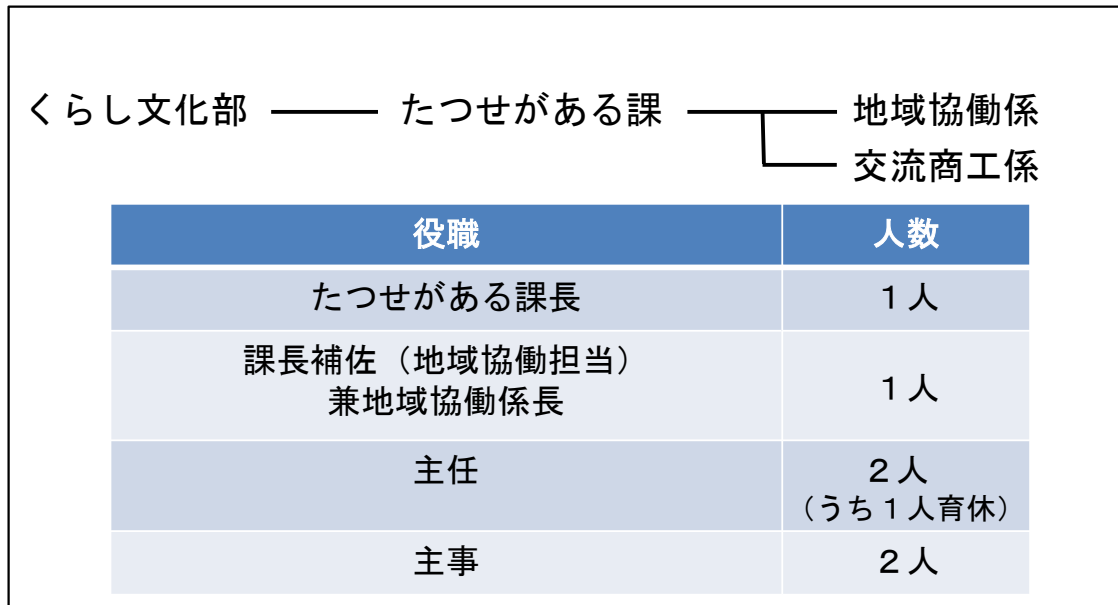 くらし文化部 たつせがある課 地域協働係
交流商工係
役職 人数
たつせがある課長 １人
課長補佐（地域協働担当）
兼地域協働係長 １人
主任 ２人
（うち１人育休）
主事 ２人